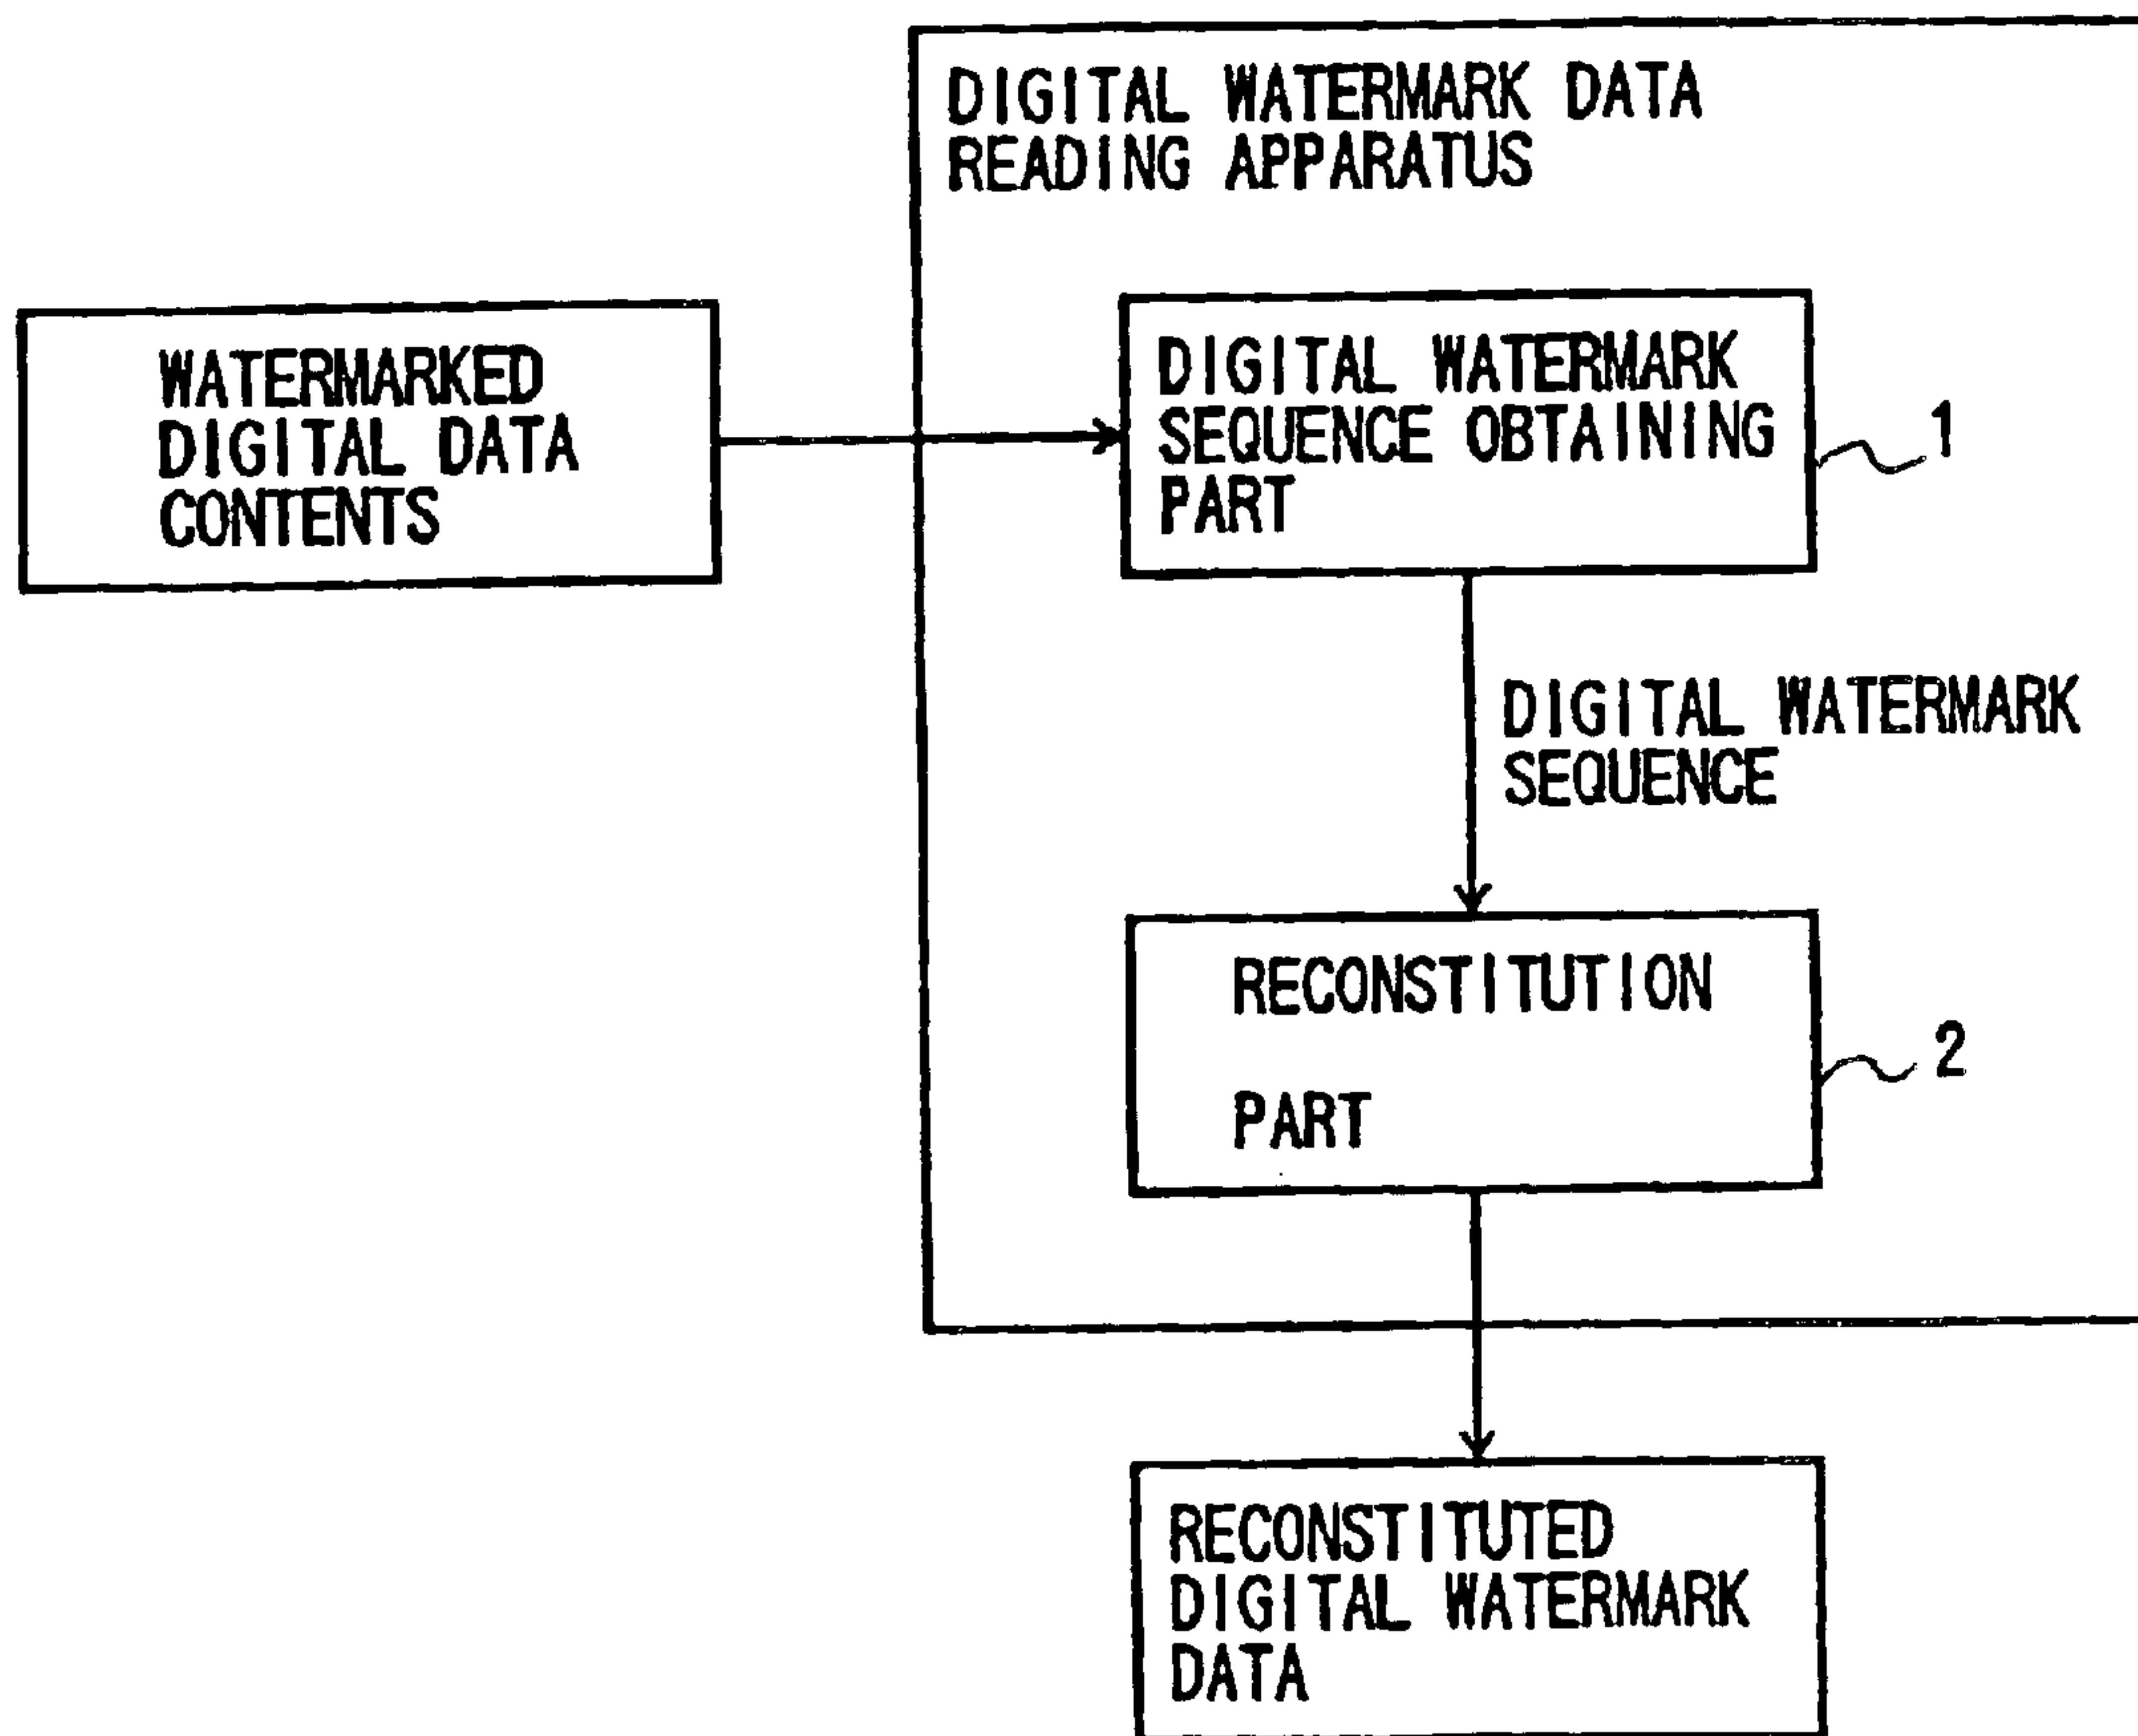 DIGITAL WATERMARK DATA
READING APPARATUS
WATERMARKED
DIGITAL DATA
CONTENTS
DIGITAL WATERMARK
SEQUENCE OBTAINING
PART
1
DIGITAL WATERMARK
SEQUENCE
RECONSTITUTION
PART
2
RECONSTITUTED
DIGITAL WATERMARK
DATA